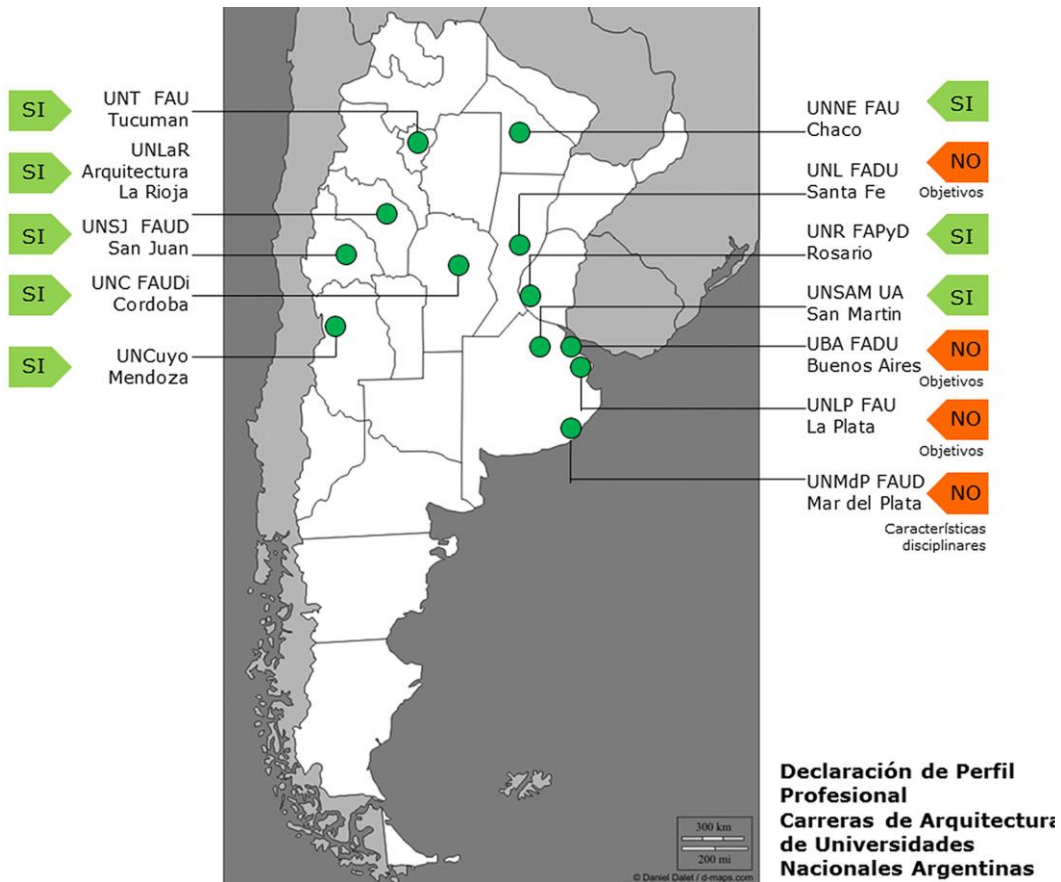 SI
UNT FAU
Tucuman
SI
UNLaR
Arquitectura
La Rioja
SI
UNSJ FAUD
San Juan
SI
UNC FAUDi
Cordoba
SI
UNCuyo
Mendoza
UNNE FAU
Chaco
SI
UNL FADU
Santa Fe
NO
Objetivos
UNR FAPyD
Rosario
SI
UNSAM UA
San Martin
SI
UBA FADU
Buenos Aires
NO
Objetivos
UNLP FAU
La Plata
NO
Objetivos
UNMdP FAUD
Mar del Plata
NO
Características
disciplinares
Declaración de Perfil
Profesional
Carreras de Arquitectura
de Universidades
Nacionales Argentinas
300 km
200 mi
© Daniel Dalet / d-maps.com